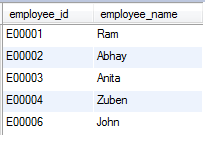 employee_id employee_name
E00001 Ram
E00002 Abhay
E00003 Anita
E00004 Zuben
E00006 John